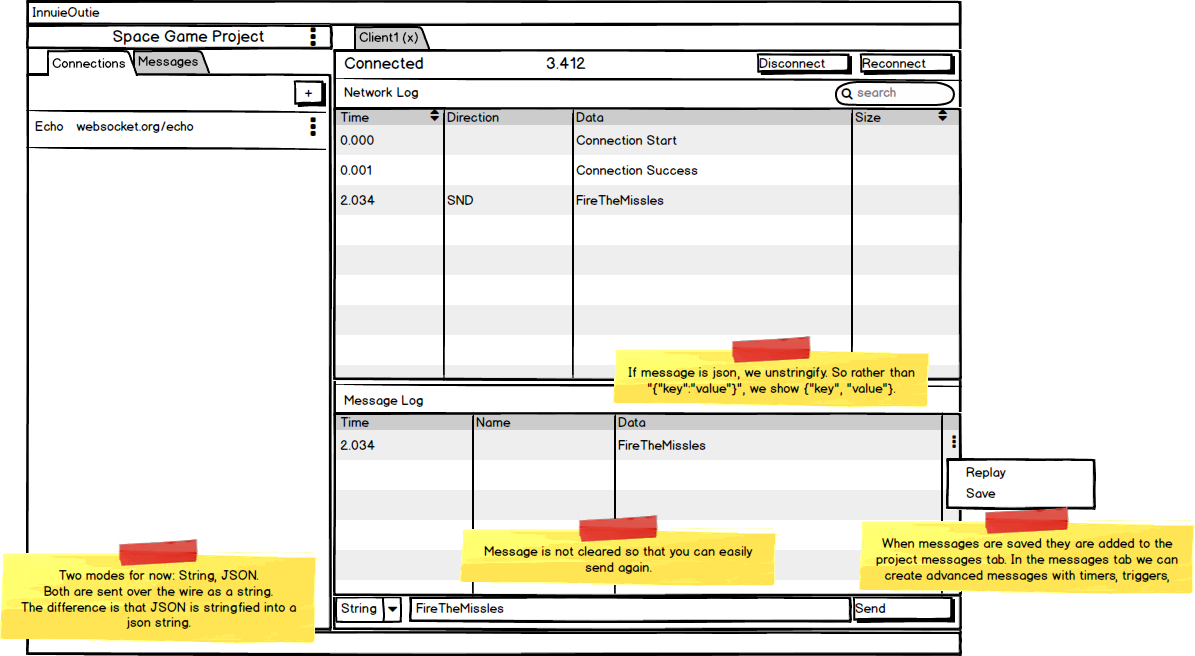 InnuieOutie
Space Game Project
Client1 (x)
Connections
Messages
Connected
3.412
Disconnect
Reconnect
+
Network Log
search
Echo
websocket.org/echo
Time
Direction
Data
Size
0.000
Connection Start
0.001
Connection Success
2.034
SND
FireTheMissles
If message is json, we unstringify. So rather than
"{"key":"value"}", we show {"key", "value"}.
Message Log
Time
Name
Data
2.034
FireTheMissles
Replay
Save
Message is not cleared so that you can easily
send again.
When messages are saved they are added to the
project messages tab. In the messages tab we can
create advanced messages with timers, triggers,
Two modes for now: String, JSON.
Both are sent over the wire as a string.
The difference is that JSON is stringfied into a
json string.
String
FireTheMissles
Send